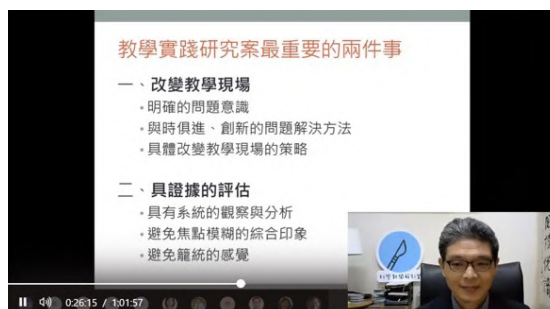 教學實踐研究案最重要的兩件事
一、改變教學現場
・明確的問題意識
・與時俱進、創新的問題解決方法
・具體改變教學現場的策略
二、具證據的評估
・具有系統的觀察與分析
・避免焦點模糊的綜合印象
・避免籠統的感覺
0:26:15 / 1:01:57